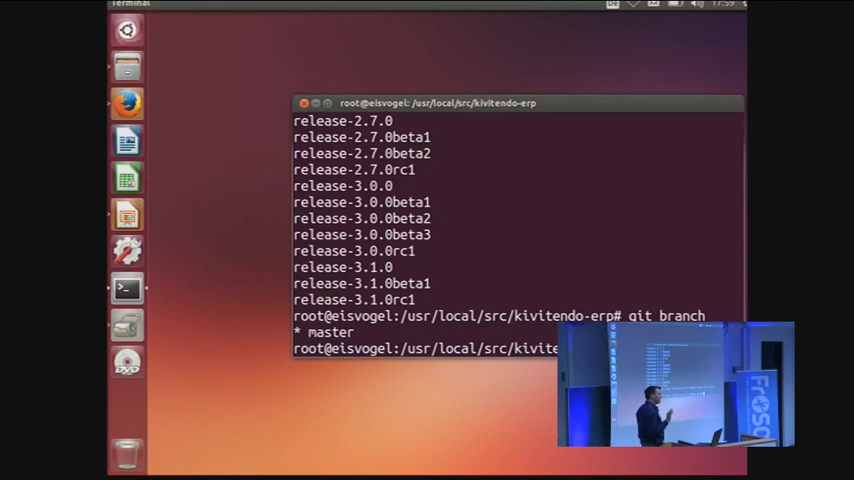 Terminal
De
17:59
root@eisvogel: /usr/local/src/kivitendo-erp
release-2.7.0
release-2.7.0beta1
release-2.7.0beta2
release-2.7.0rc1
release-3.0.0
release-3.0.0beta1
release-3.0.0beta2
release-3.0.0beta3
release-3.0.0rc1
release-3.1.0
release-3.1.0beta1
release-3.1.0rc1
root@eisvogel:/usr/local/src/kivitendo-erp# git branch
* master
root@eisvogel:/usr/local/src/kivite
DVD
FrOSC